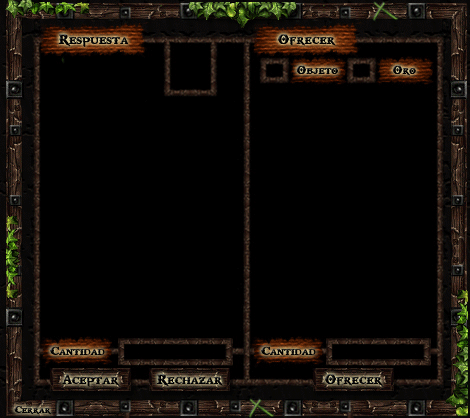 Respuesta
Ofrecer
Objeto
Oro
Cantidad
Cantidad
Aceptar
Rechazar
Ofrecer
Cerrar